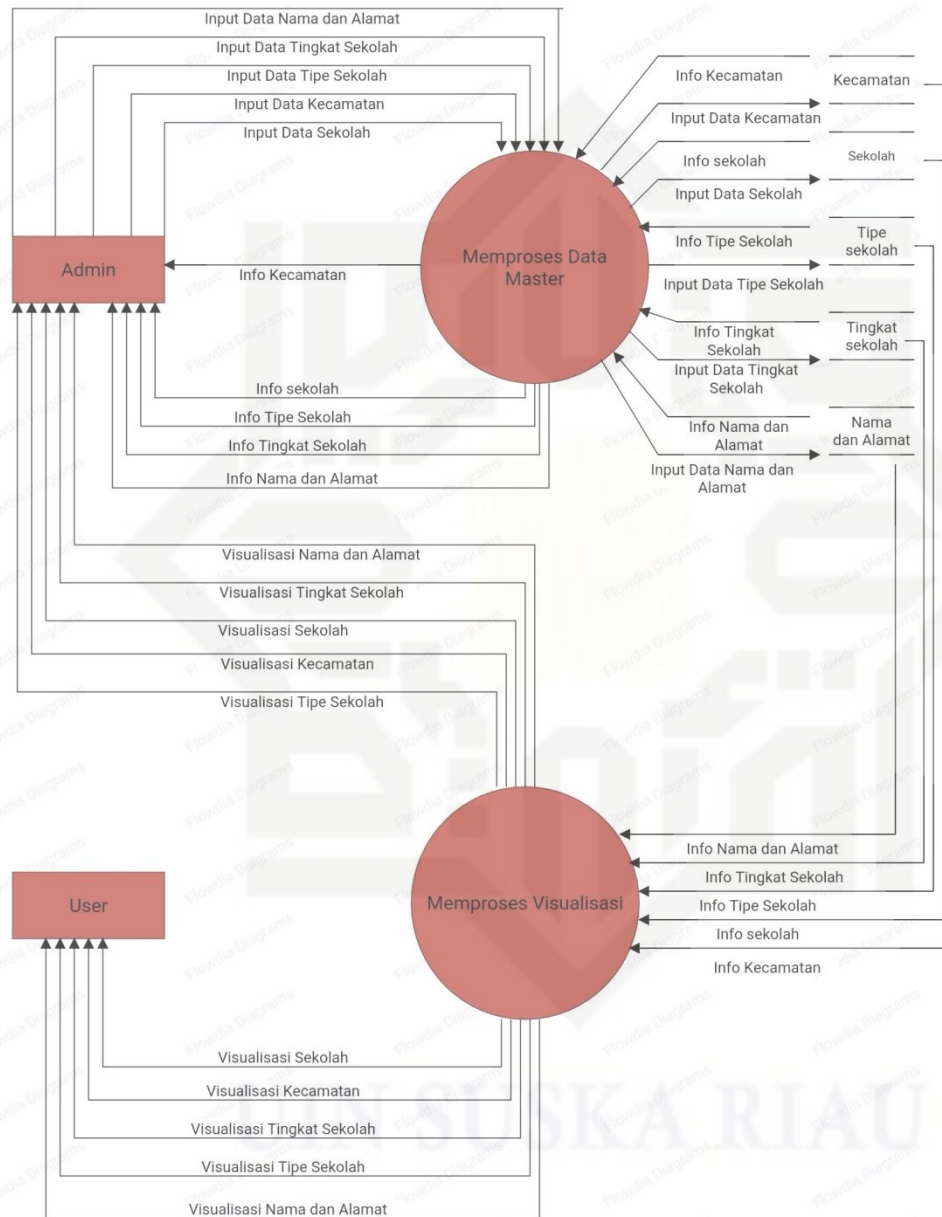 Input Data Nama dan Alamat
Input Data Tingkat Sekolah
Input Data Tipe Sekolah
Input Data Kecamatan
Input Data Sekolah
Info Kecamatan
Kecamatan
Input Data Kecamatan
Info sekolah
Sekolah
Input Data Sekolah
Info Tipe Sekolah
Tipe
sekolah
Input Data Tipe Sekolah
Admin
Info Kecamatan
Memproses Data
Master
Info Tingkat
Sekolah
Tingkat
sekolah
Input Data Tingkat
Sekolah
Info Nama dan
Alamat
Nama
dan Alamat
Input Data Nama dan
Alamat
Info sekolah
Info Tipe Sekolah
Info Tingkat Sekolah
Info Nama dan Alamat
Visualisasi Nama dan Alamat
Visualisasi Tingkat Sekolah
Visualisasi Sekolah
Visualisasi Kecamatan
Visualisasi Tipe Sekolah
Info Nama dan Alamat
Info Tingkat Sekolah
Info Tipe Sekolah
Info sekolah
Info Kecamatan
User
Memproses Visualisasi
Visualisasi Sekolah
Visualisasi Kecamatan
Visualisasi Tingkat Sekolah
Visualisasi Tipe Sekolah
Visualisasi Nama dan Alamat
UIN SUSKA RIAU
Flowdia Diagrams